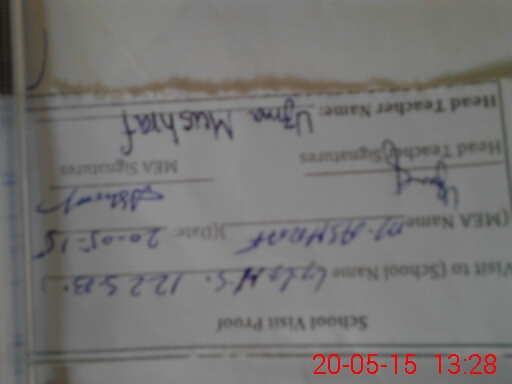 School Visit Proof
Visit to (School Name G.G.H.S. 122 S.B.)
(MEA Name M. ASHRAF )(Date: 20-05-15
Head Teacher Signatures MEA Signatures
Head Teacher Name: Uzma Mushraf
20-05-15 13:28